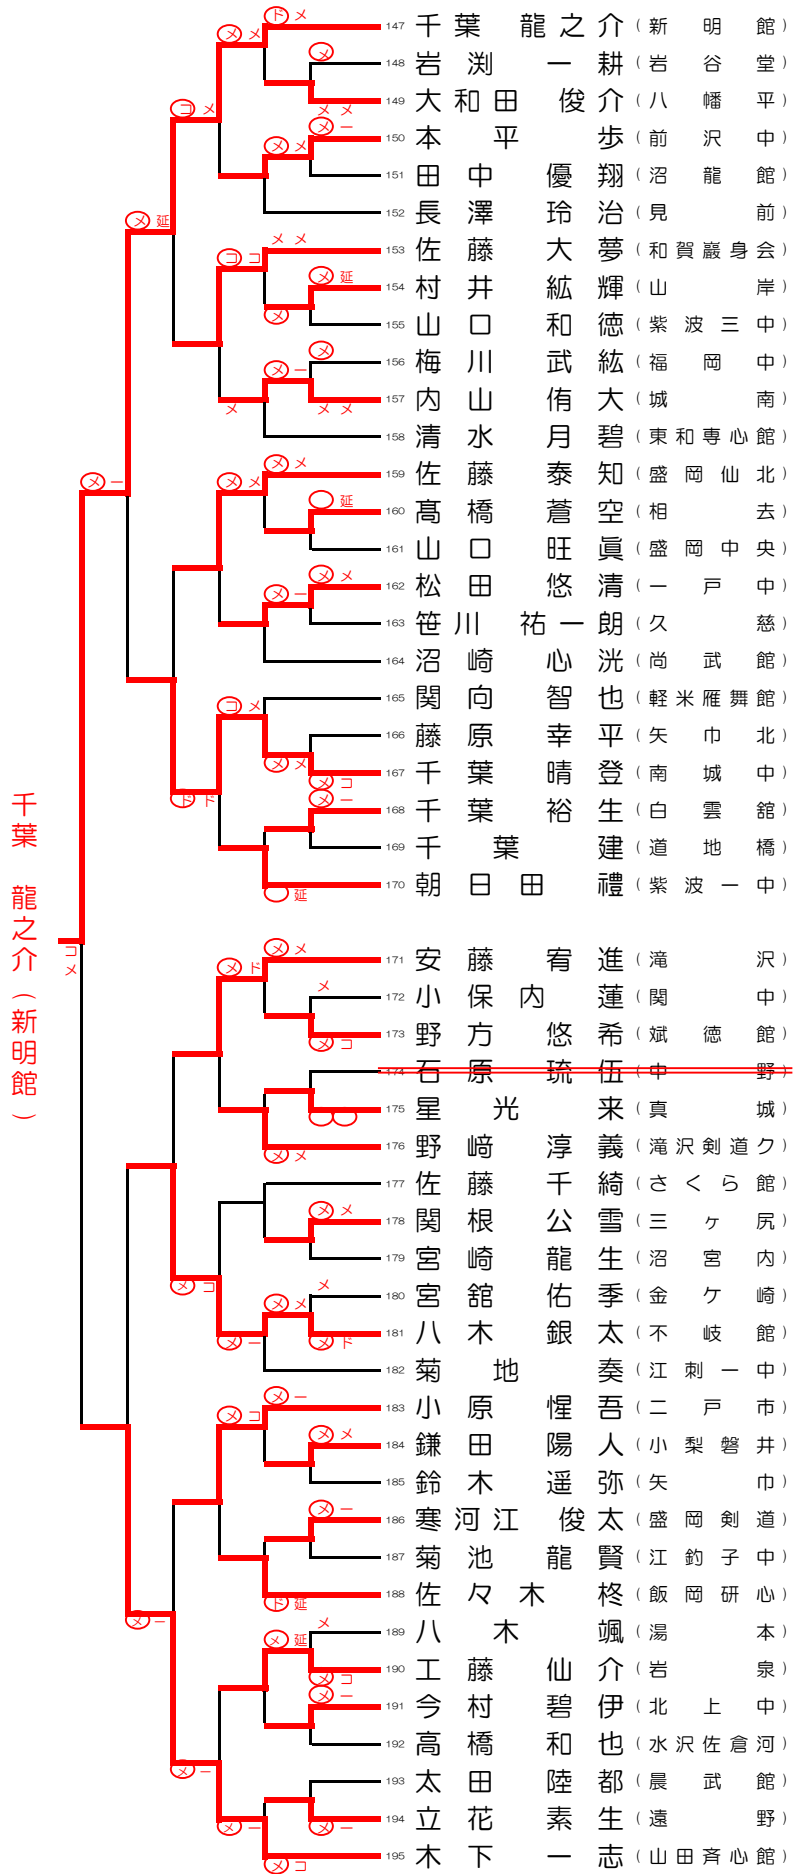 147 千葉 龍之介 (新明館)
148 岩渕 一耕 (岩谷堂)
149 大和田 俊介 (八幡平)
150 本平 歩 (前沢中)
151 田中 優翔 (沼龍館)
152 長澤 玲治 (見前)
153 佐藤 大夢 (和賀巖身会)
154 村井 紘輝 (山岸)
155 山口 和徳 (紫波三中)
156 梅川 武紘 (福岡中)
157 内山 侑大 (城南)
158 清水 月碧 (東和専心館)
159 佐藤 泰知 (盛岡仙北)
160 髙橋 蒼空 (相去)
161 山口 旺眞 (盛岡中央)
162 松田 悠清 (一戸中)
163 笹川 祐一朗 (久慈)
164 沼崎 心洸 (尚武館)
165 関向 智也 (軽米雁舞館)
166 藤原 幸平 (矢巾北)
167 千葉 晴登 (南城中)
168 千葉 裕生 (白雲舘)
169 千葉 建 (道地橋)
170 朝日田 禮 (紫波一中)
千葉 龍之介 (新明館)
171 安藤 宥進 (滝沢)
172 小保内 蓮 (関中)
173 野方 悠希 (斌徳館)
174 石原 琉伍 (中野)
175 星 光来 (真城)
176 野﨑 淳義 (滝沢剣道ク)
177 佐藤 千綺 (さくら館)
178 関根 公雪 (三ヶ尻)
179 宮崎 龍生 (沼宮内)
180 宮舘 佑季 (金ケ崎)
181 八木 銀太 (不岐館)
182 菊地 奏 (江刺一中)
183 小原 惺吾 (二戸市)
184 鎌田 陽人 (小梨磐井)
185 鈴木 遥弥 (矢巾)
186 寒河江 俊太 (盛岡剣道)
187 菊池 龍賢 (江釣子中)
188 佐々木 柊 (飯岡研心)
189 八木 颯 (湯本)
190 工藤 仙介 (岩泉)
191 今村 碧伊 (北上中)
192 高橋 和也 (水沢佐倉河)
193 太田 陸都 (晨武館)
194 立花 素生 (遠野)
195 木下 一志 (山田斉心館)